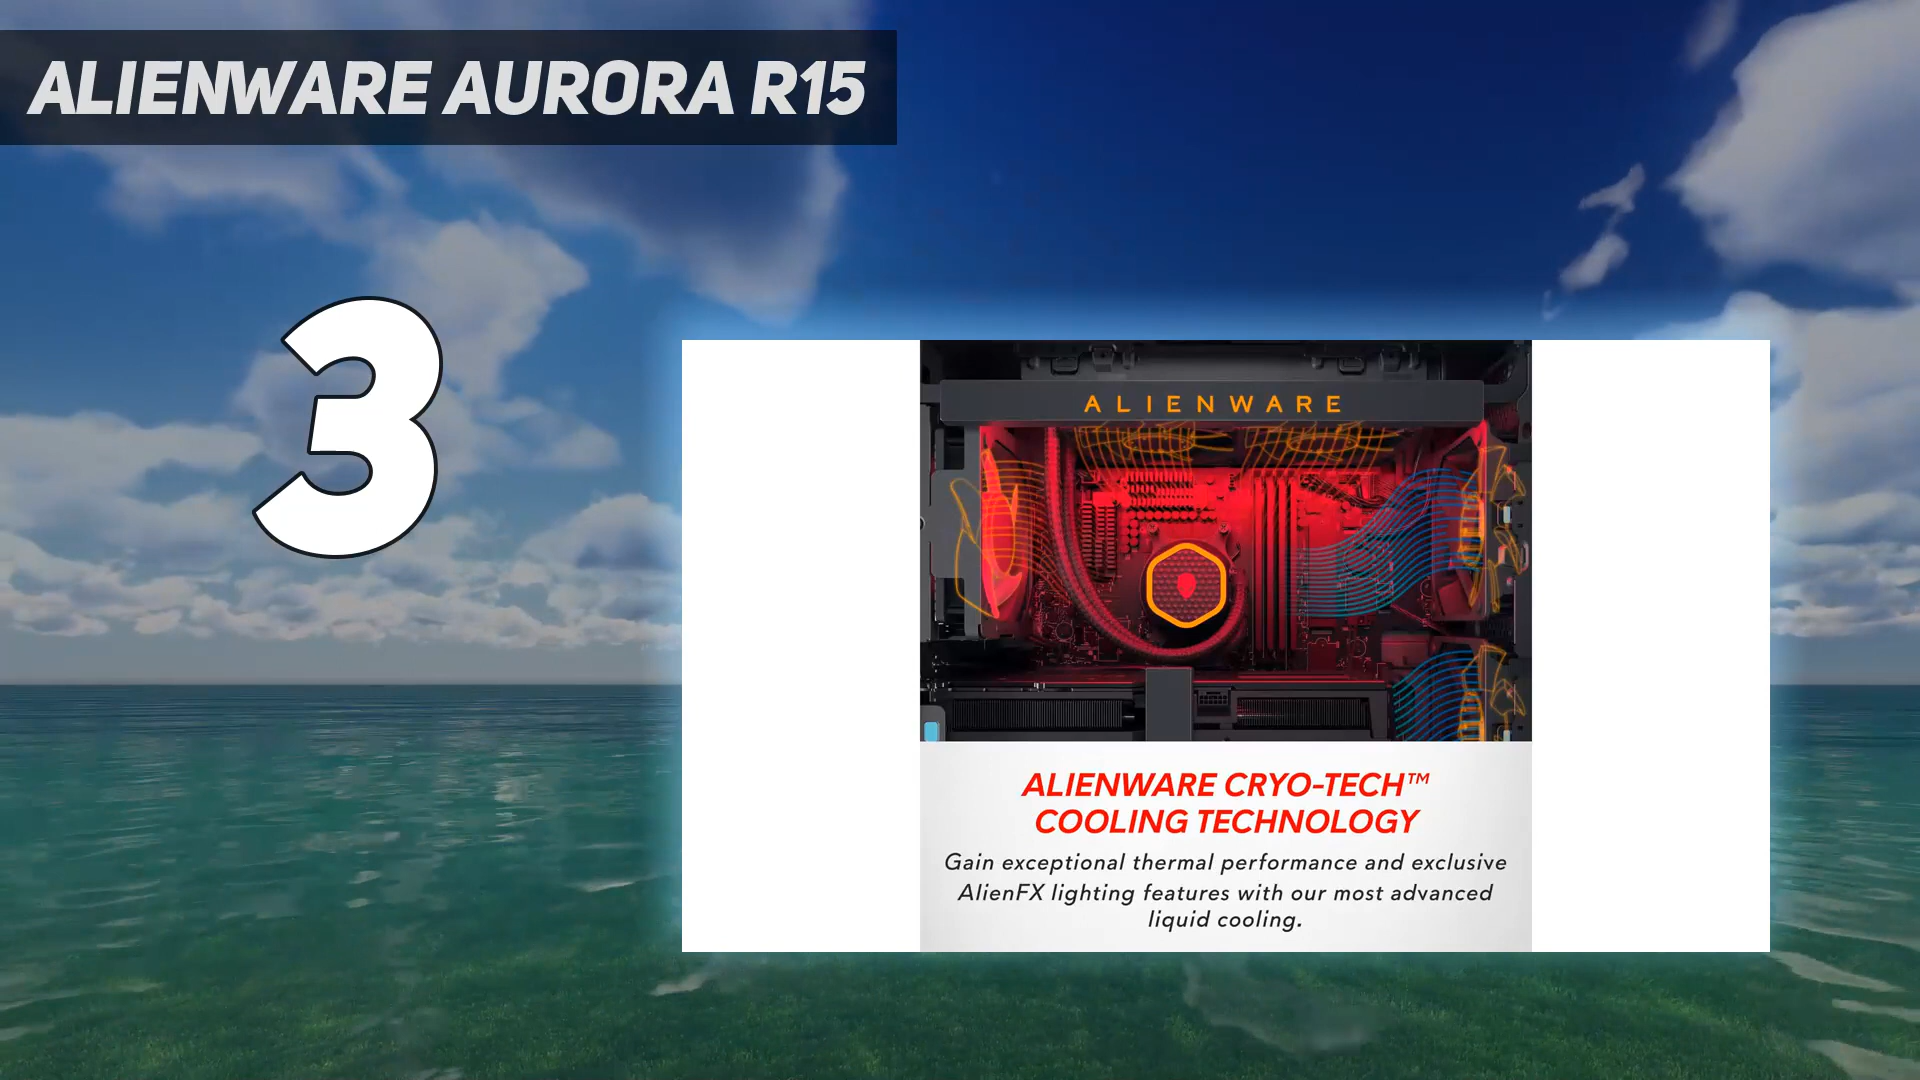 ALIENWARE AURORA R15
3
ALIENWARE
ALIENWARE CRYO-TECH™
COOLING TECHNOLOGY
Gain exceptional thermal performance and exclusive
AlienFX lighting features with our most advanced
liquid cooling.